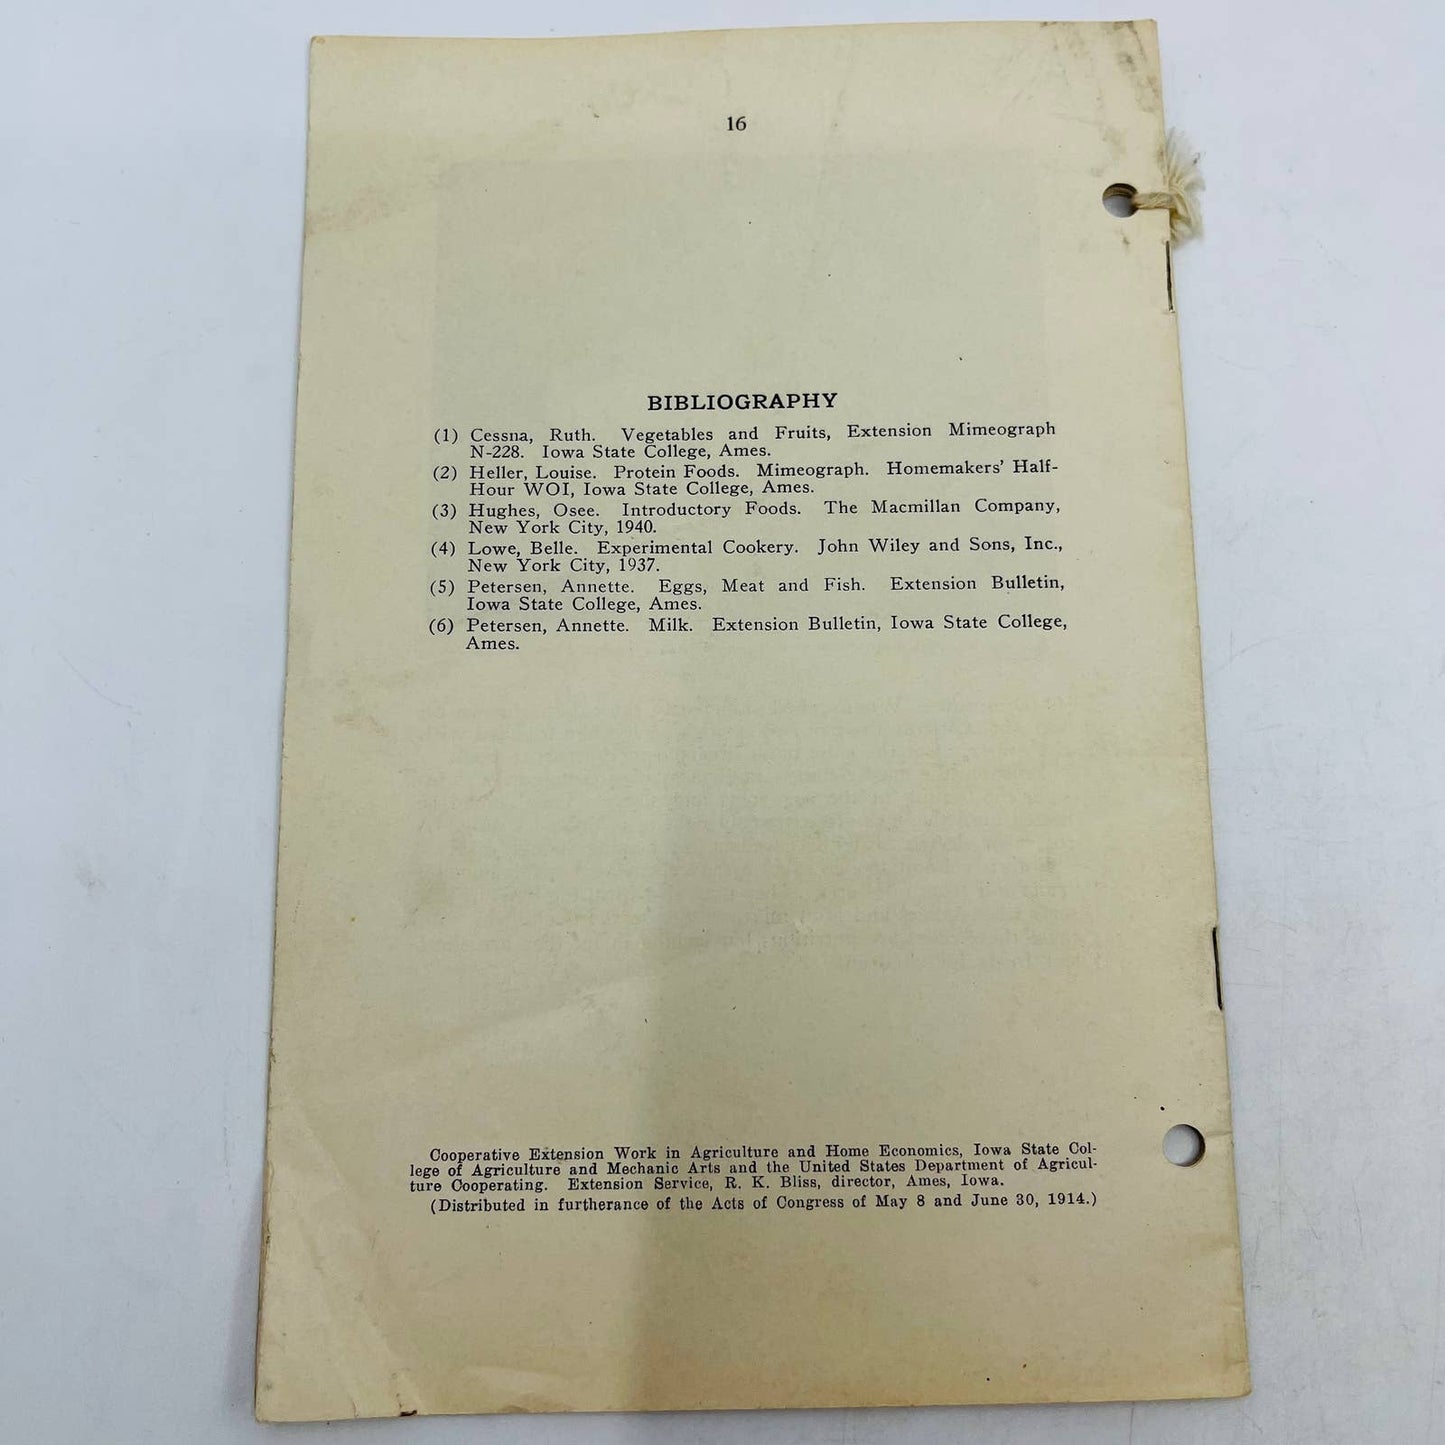 16
BIBLIOGRAPHY
(1) Cessna, Ruth. Vegetables and Fruits, Extension Mimeograph
N-228. Iowa State College, Ames.
(2) Heller, Louise. Protein Foods. Mimeograph. Homemakers' Half-
Hour WOI, Iowa State College, Ames.
(3) Hughes, Osee. Introductory Foods. The Macmillan Company,
New York City, 1940.
(4) Lowe, Belle. Experimental Cookery. John Wiley and Sons, Inc.,
New York City, 1937.
(5) Petersen, Annette. Eggs, Meat and Fish. Extension Bulletin,
Iowa State College, Ames.
(6) Petersen, Annette. Milk. Extension Bulletin, Iowa State College,
Ames.
Cooperative Extension Work in Agriculture and Home Economics, Iowa State Col-
lege of Agriculture and Mechanic Arts and the United States Department of Agricul-
ture Cooperating. Extension Service, R. K. Bliss, director, Ames, Iowa.
(Distributed in furtherance of the Acts of Congress of May 8 and June 30, 1914.)